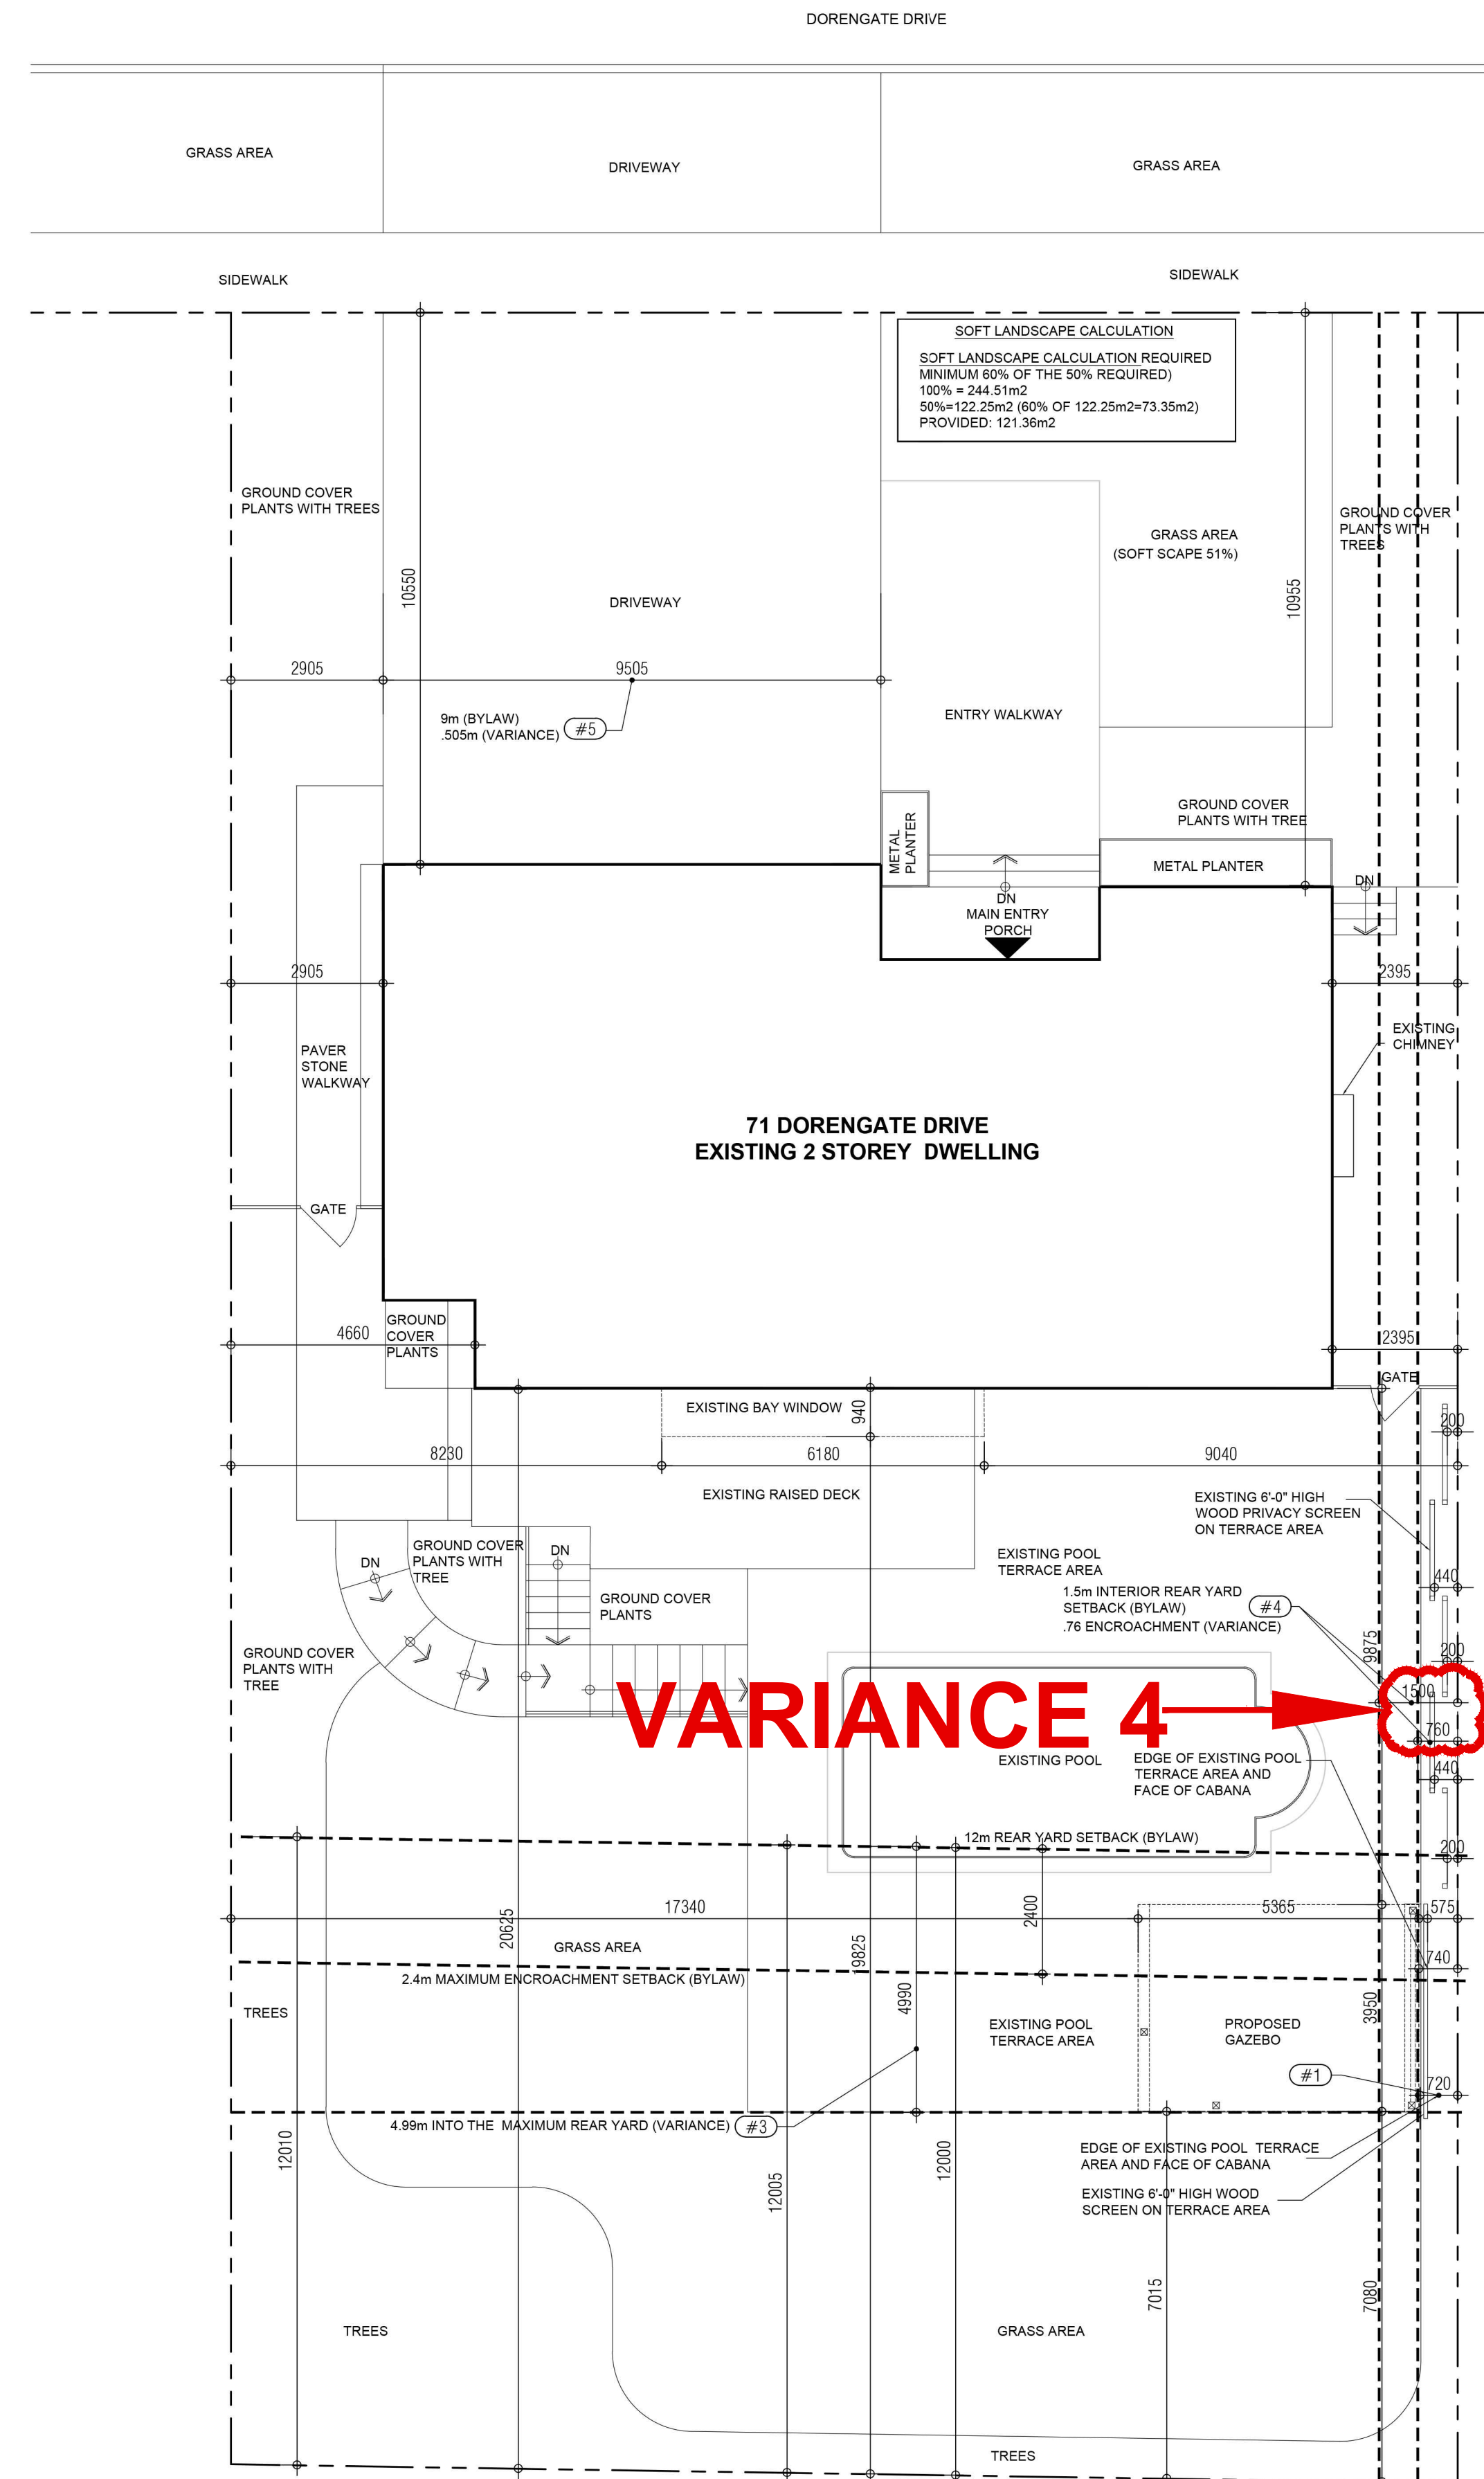 DORENGATE DRIVE
GRASS AREA
DRIVEWAY
GRASS AREA
SIDEWALK
SIDEWALK
SOFT LANDSCAPE CALCULATION
SOFT LANDSCAPE CALCULATION REQUIRED
MINIMUM 60% OF THE 50% REQUIRED)
100% = 244.51m2
50%=122.25m2 (60% OF 122.25m2=73.35m2)
PROVIDED: 121.36m2
GROUND COVER
PLANTS WITH TREES
GROUND COVER
PLANTS WITH
TREES
GRASS AREA
(SOFT SCAPE 51%)
10550
10955
DRIVEWAY
2905
9505
9m (BYLAW)
.505m (VARIANCE)
#5
ENTRY WALKWAY
METAL
PLANTER
GROUND COVER
PLANTS WITH TREE
METAL PLANTER
DN
DN
MAIN ENTRY
PORCH
2905
2395
EXISTING
CHIMNEY
PAVER
STONE
WALKWAY
71 DORENGATE DRIVE
EXISTING 2 STOREY DWELLING
GATE
GROUND
COVER
PLANTS
4660
2395
GATE
EXISTING BAY WINDOW
940
200
8230
6180
9040
EXISTING RAISED DECK
EXISTING 6'-0" HIGH
WOOD PRIVACY SCREEN
ON TERRACE AREA
DN
GROUND COVER
PLANTS WITH
TREE
DN
EXISTING POOL
TERRACE AREA
440
GROUND COVER
PLANTS
1.5m INTERIOR REAR YARD
SETBACK (BYLAW)
.76 ENCROACHMENT (VARIANCE)
#4
9875
200
GROUND COVER
PLANTS WITH
TREE
VARIANCE 4
1500
760
EXISTING POOL
EDGE OF EXISTING POOL
TERRACE AREA AND
FACE OF CABANA
440
12m REAR YARD SETBACK (BYLAW)
200
17340
5365
575
20625
2400
19825
GRASS AREA
740
2.4m MAXIMUM ENCROACHMENT SETBACK (BYLAW)
4990
3950
TREES
EXISTING POOL
TERRACE AREA
PROPOSED
GAZEBO
#1
720
4.99m INTO THE MAXIMUM REAR YARD (VARIANCE)
#3
12010
12005
12000
EDGE OF EXISTING POOL TERRACE
AREA AND FACE OF CABANA
EXISTING 6'-0" HIGH WOOD
SCREEN ON TERRACE AREA
7015
7080
TREES
GRASS AREA
TREES